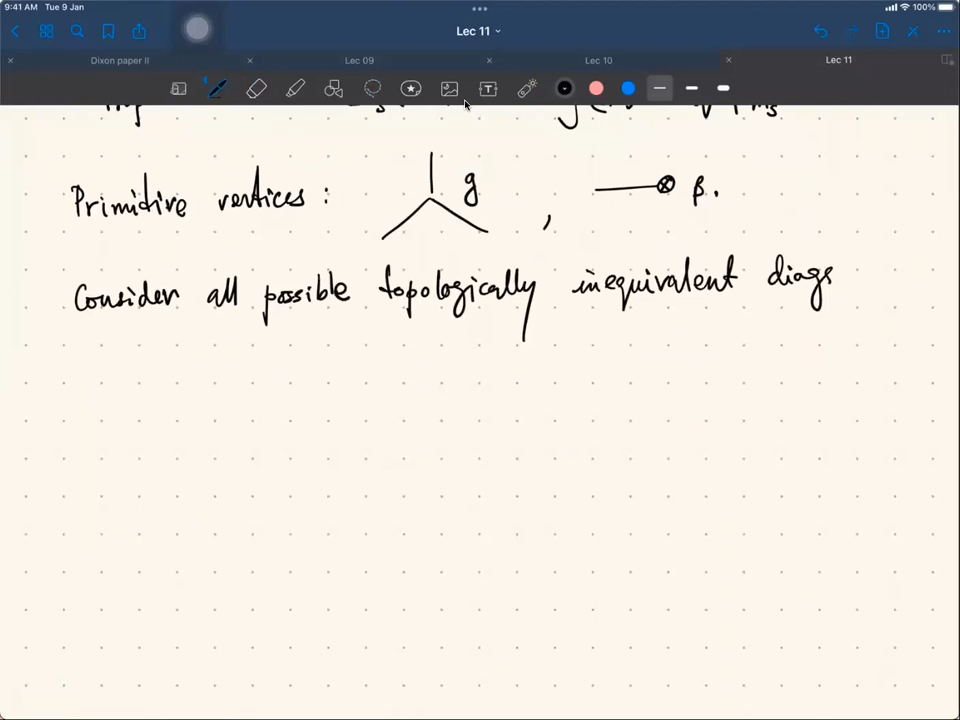 9:41 AM Tue 9 Jan
100%
Lec 11
Dixon paper II
Lec 09
Lec 10
Lec 11
Primitive vertices : g , β.
Consider all possible topologically inequivalent diags